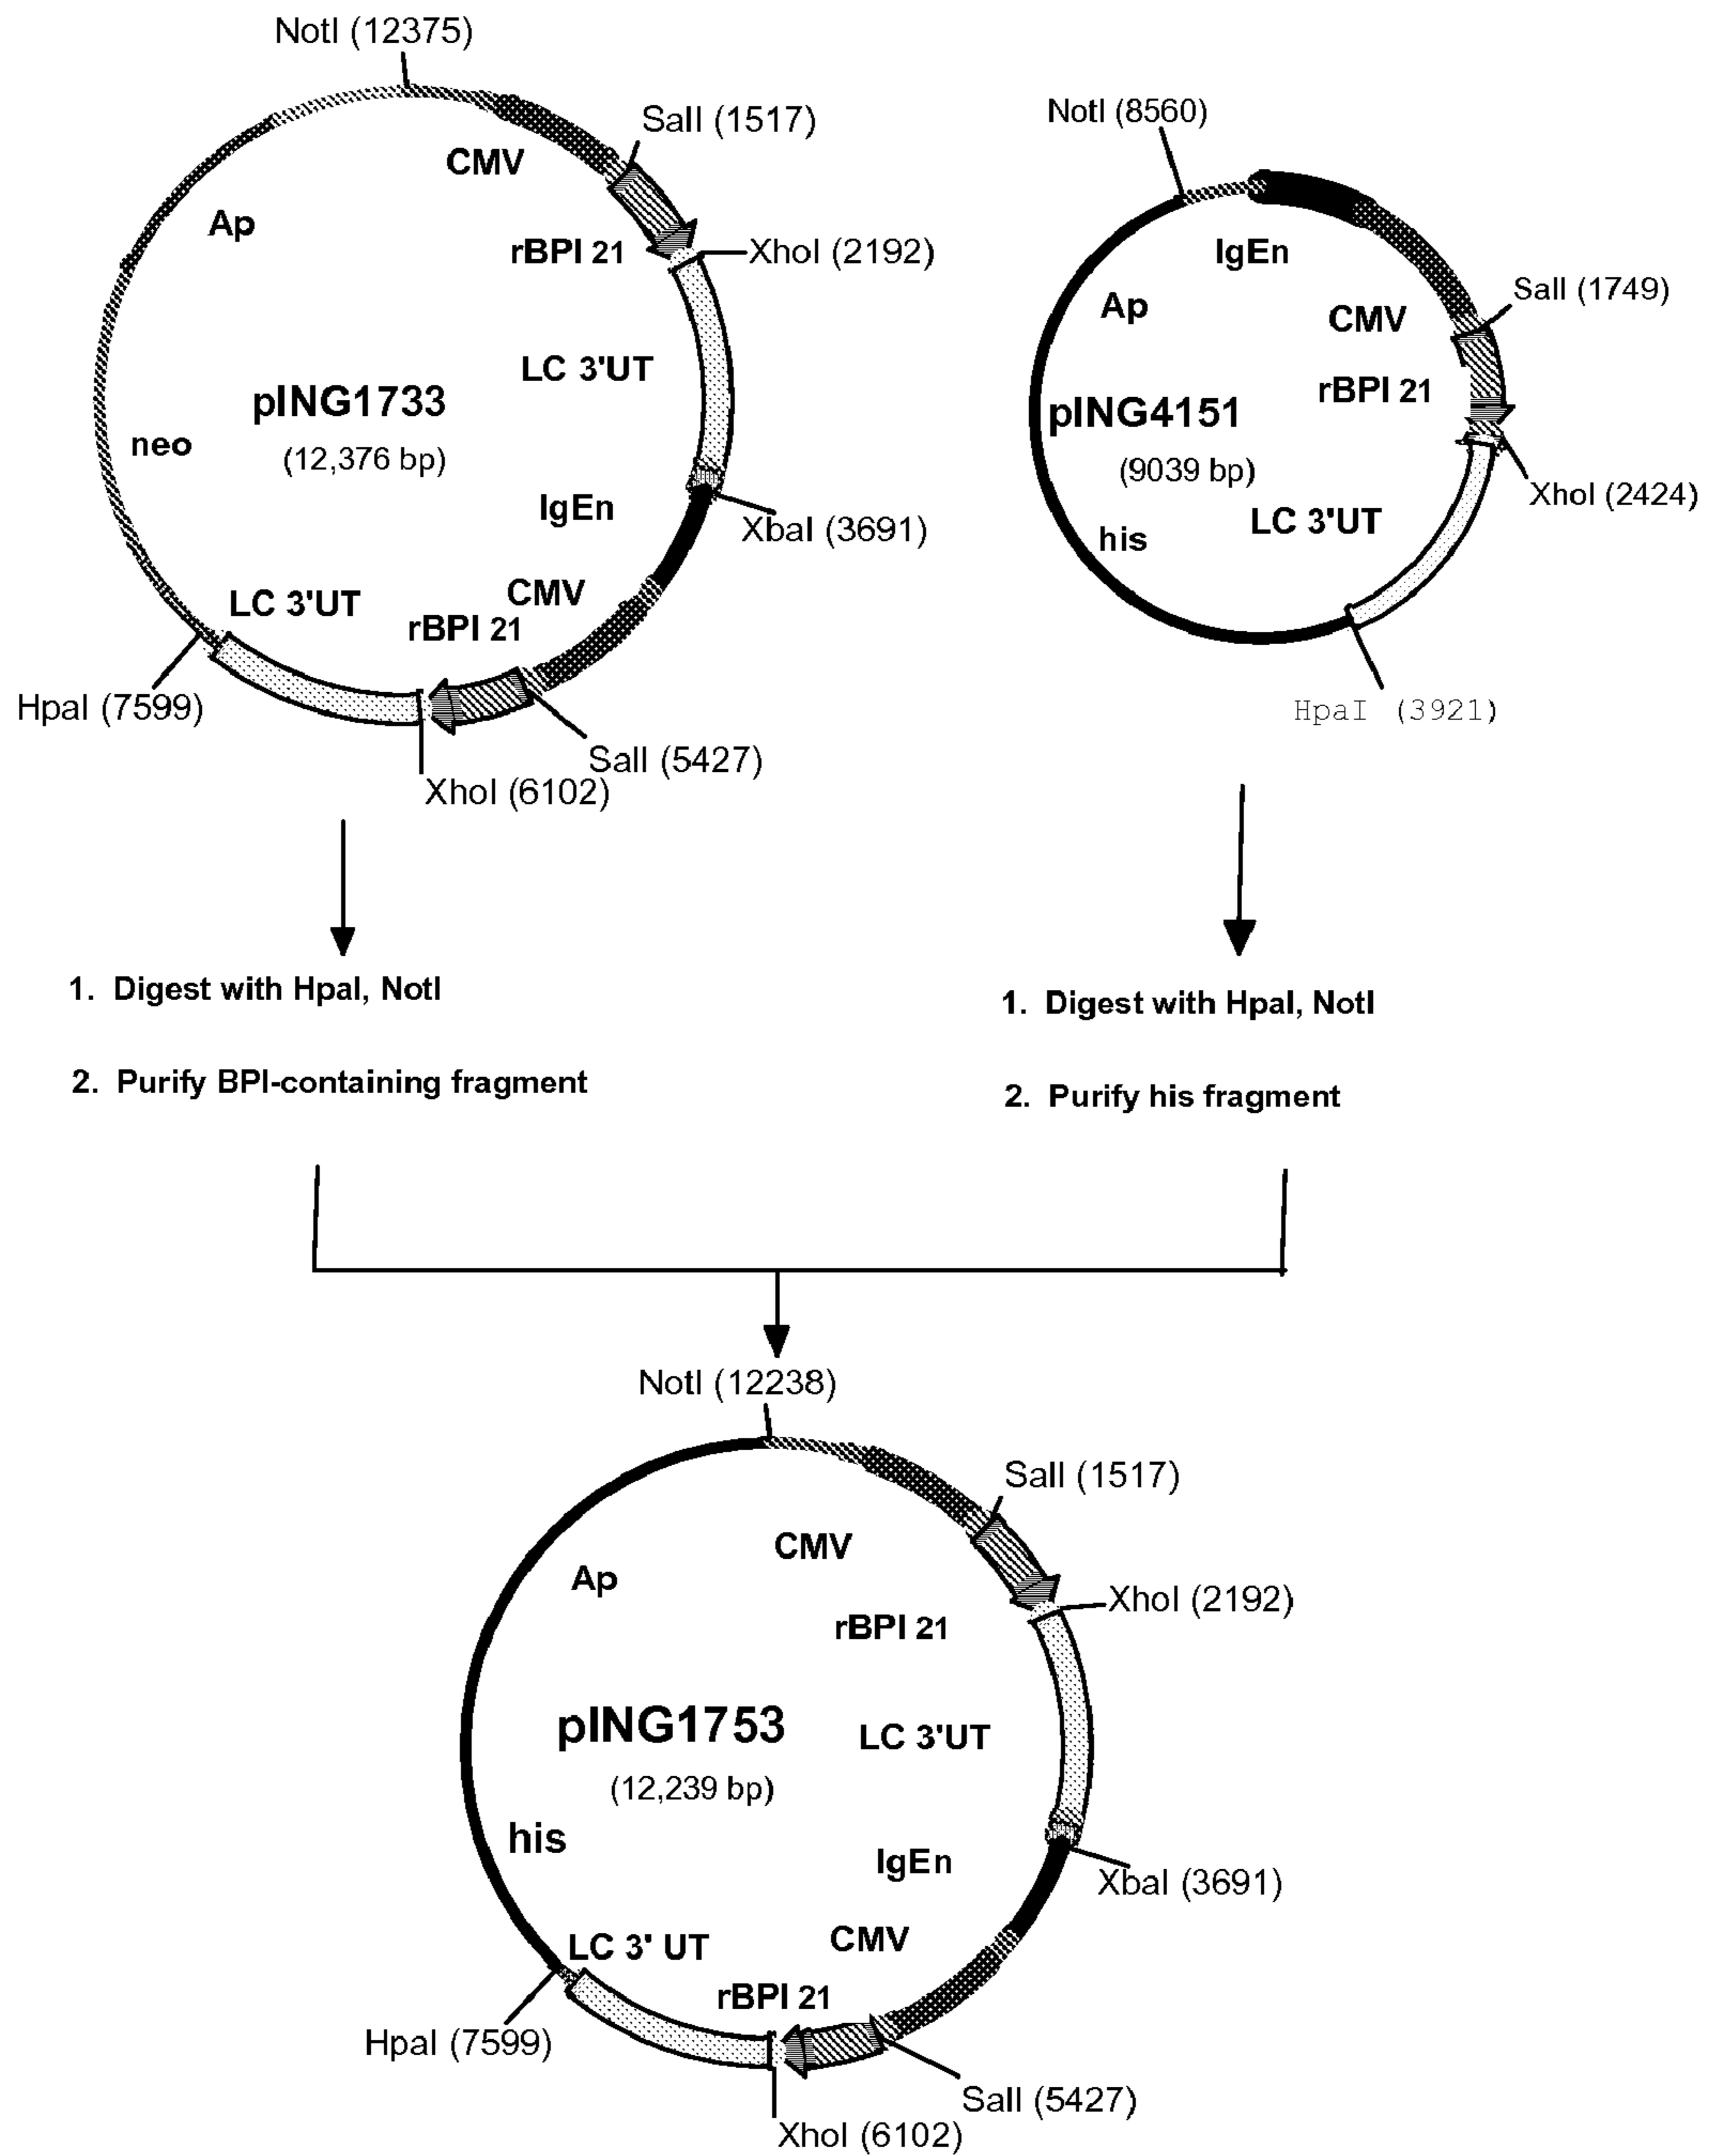 NotI (12375)
SalI (1517)
CMV
Ap
rBPI 21
XhoI (2192)
LC 3'UT
pING1733
(12,376 bp)
neo
IgEn
XbaI (3691)
CMV
LC 3'UT
rBPI 21
HpaI (7599)
SalI (5427)
XhoI (6102)
NotI (8560)
IgEn
SalI (1749)
Ap
CMV
rBPI 21
pING4151
(9039 bp)
XhoI (2424)
LC 3'UT
his
HpaI (3921)
1. Digest with HpaI, NotI
2. Purify BPI-containing fragment
1. Digest with HpaI, NotI
2. Purify his fragment
NotI (12238)
SalI (1517)
CMV
Ap
XhoI (2192)
rBPI 21
pING1753
LC 3'UT
(12,239 bp)
his
IgEn
XbaI (3691)
CMV
LC 3' UT
rBPI 21
HpaI (7599)
SalI (5427)
XhoI (6102)